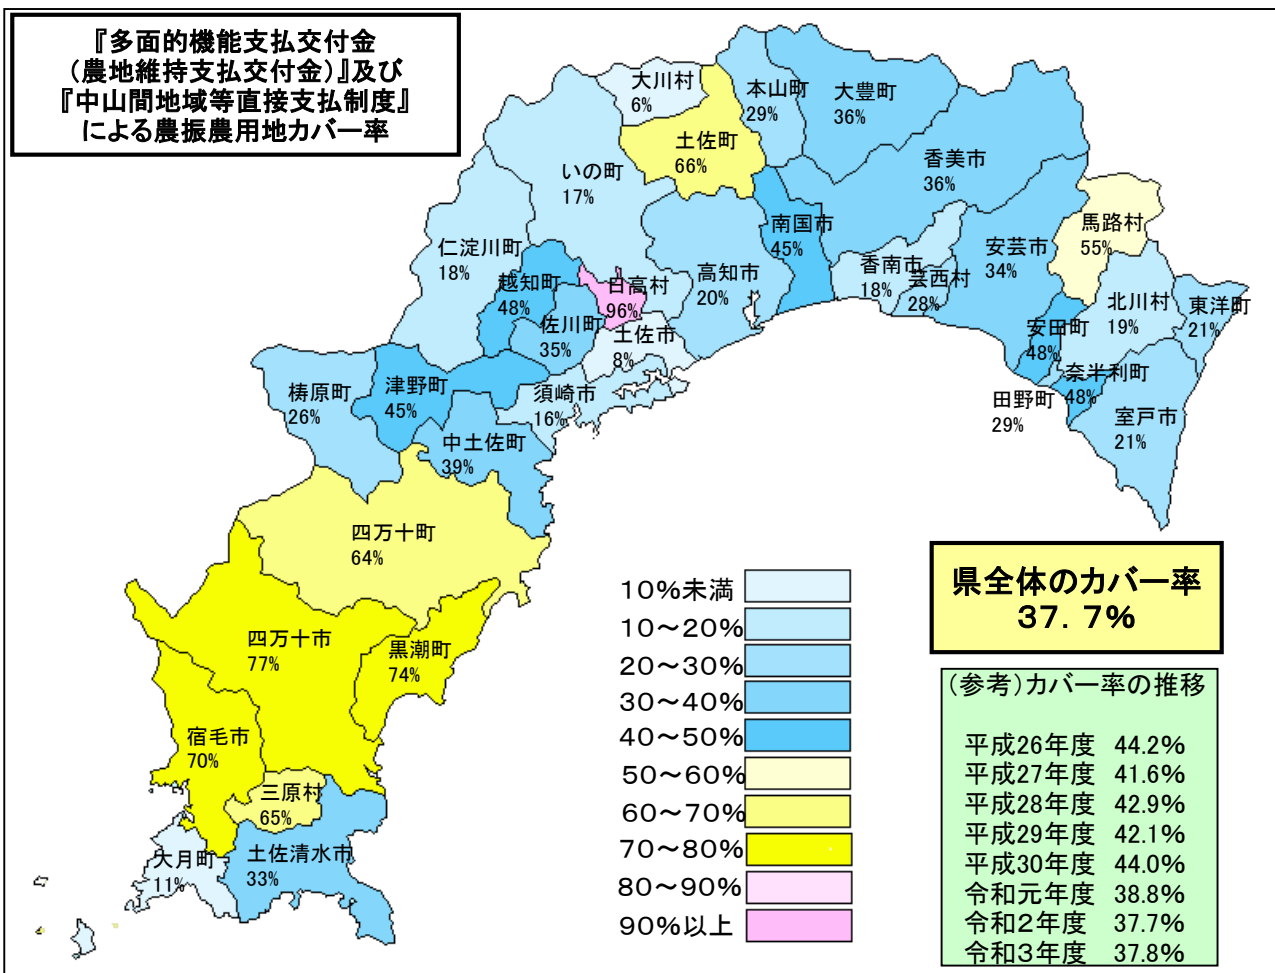 『多面的機能支払交付金
（農地維持支払交付金）』及び
『中山間地域等直接支払制度』
による農振農用地カバー率
大川村
6%
本山町
29%
大豊町
36%
土佐町
66%
いの町
17%
香美市
36%
馬路村
55%
仁淀川町
18%
南国市
45%
高知市
20%
香南市
18%
芸西村
28%
安芸市
34%
越知町
48%
日高村
96%
北川村
19%
東洋町
21%
佐川町
35%
土佐市
8%
安田町
48%
奈半利町
48%
田野町
29%
室戸市
21%
梼原町
26%
津野町
45%
須崎市
16%
中土佐町
39%
四万十町
64%
四万十市
77%
黒潮町
74%
宿毛市
70%
三原村
65%
大月町
11%
土佐清水市
33%
10%未満
10～20%
20～30%
30～40%
40～50%
50～60%
60～70%
70～80%
80～90%
90%以上
県全体のカバー率
３７．７％
（参考）カバー率の推移
平成26年度 44.2%
平成27年度 41.6%
平成28年度 42.9%
平成29年度 42.1%
平成30年度 44.0%
令和元年度 38.8%
令和２年度 37.7%
令和３年度 37.8%